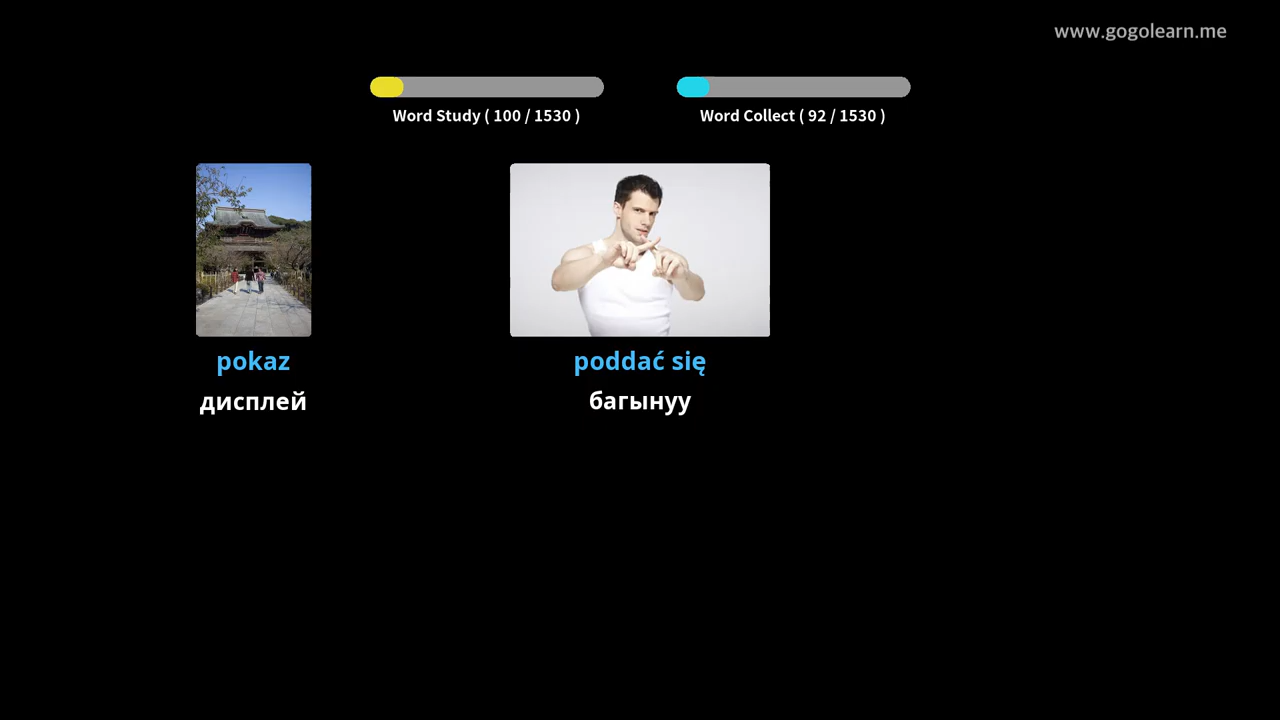 www.gogolearn.me
Word Study ( 100 / 1530 )
Word Collect ( 92 / 1530 )
pokaz
дисплей
poddać się
багынуу